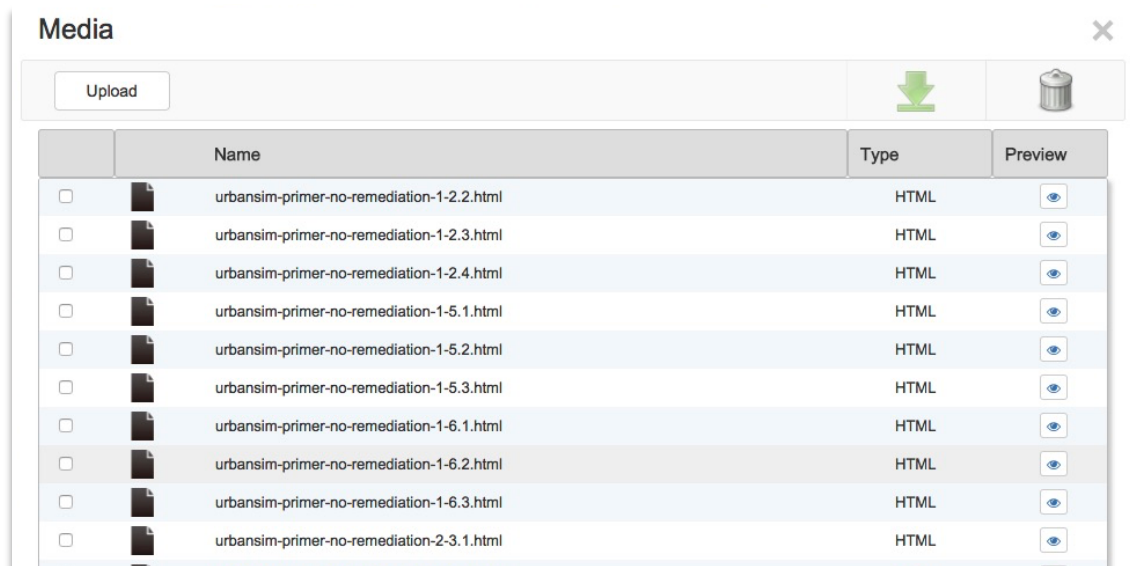 Media
Upload
Name Type Preview
urbansim-primer-no-remediation-1-2.2.html HTML
urbansim-primer-no-remediation-1-2.3.html HTML
urbansim-primer-no-remediation-1-2.4.html HTML
urbansim-primer-no-remediation-1-5.1.html HTML
urbansim-primer-no-remediation-1-5.2.html HTML
urbansim-primer-no-remediation-1-5.3.html HTML
urbansim-primer-no-remediation-1-6.1.html HTML
urbansim-primer-no-remediation-1-6.2.html HTML
urbansim-primer-no-remediation-1-6.3.html HTML
urbansim-primer-no-remediation-2-3.1.html HTML